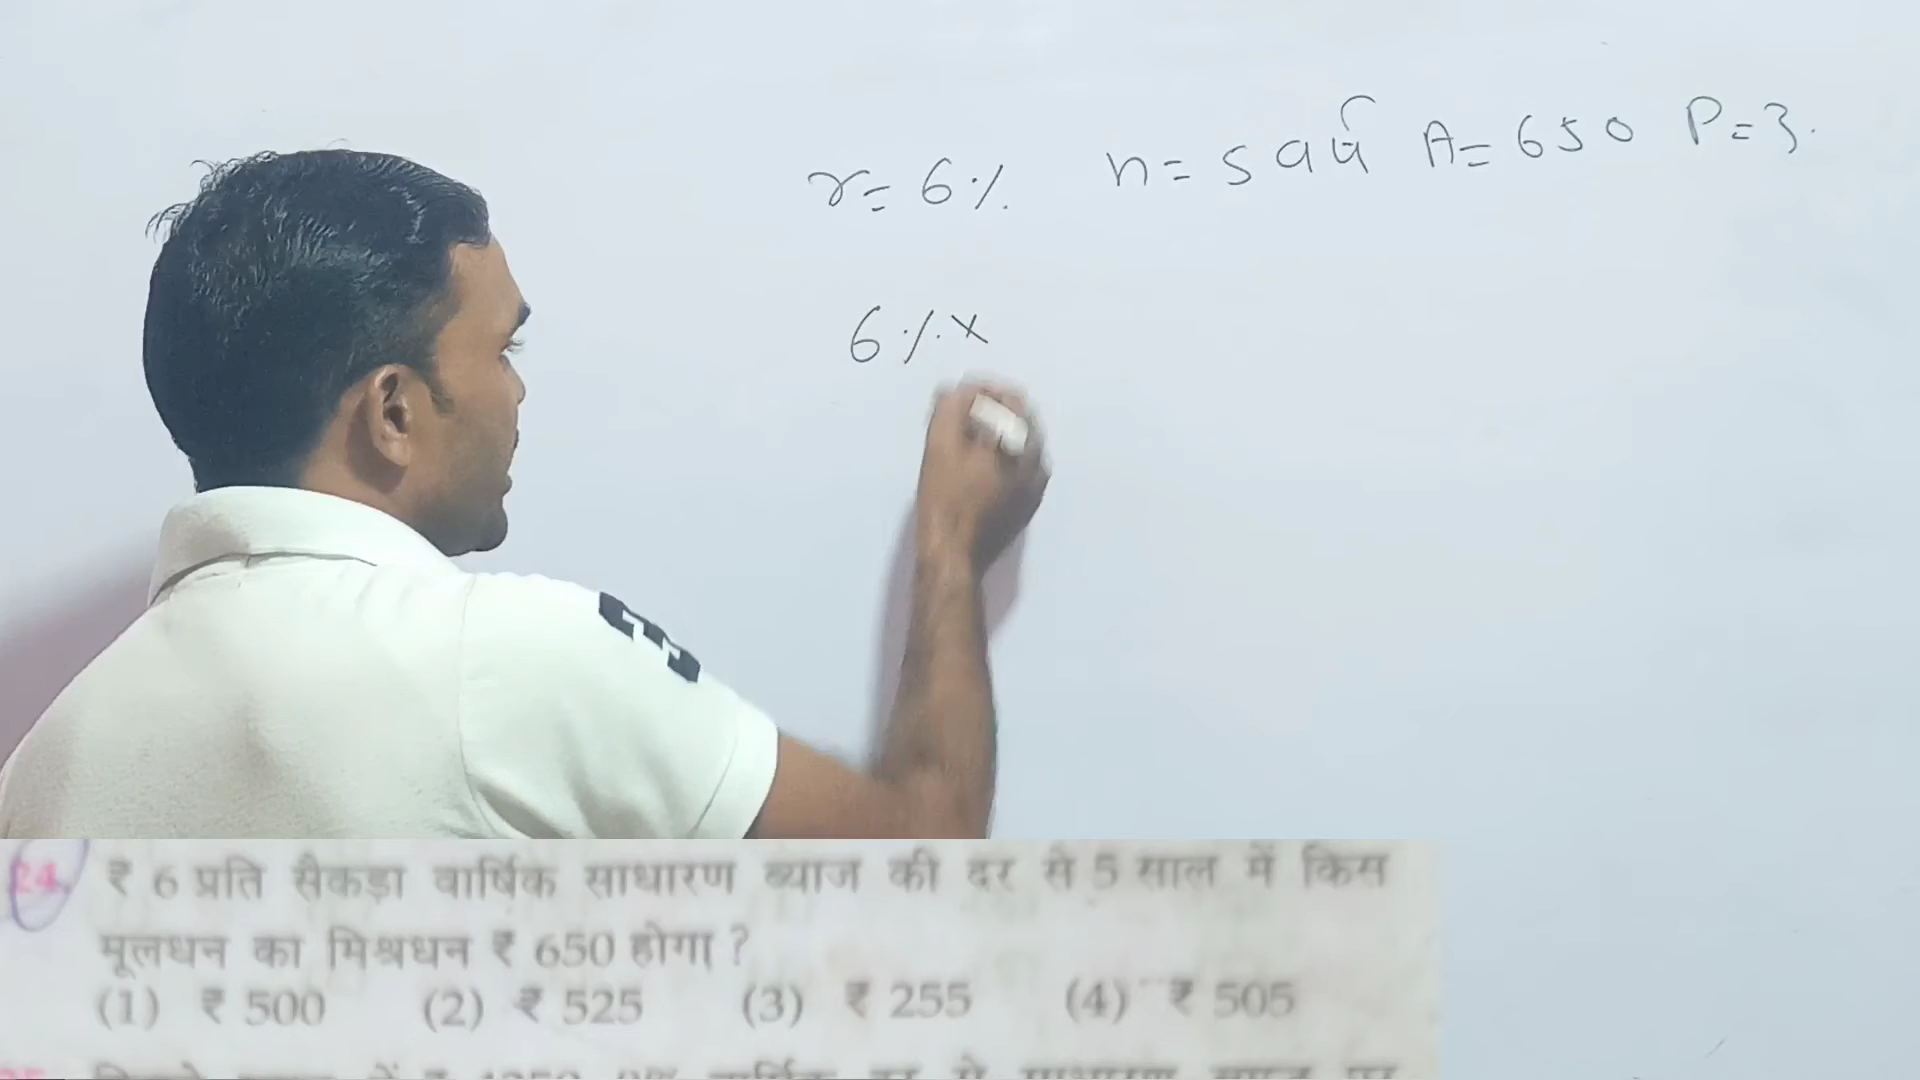 r = 6% n = 5 वर्ष A = 650 P = ?
6% ×
24. ₹ 6 प्रति सैकड़ा वार्षिक साधारण ब्याज की दर से 5 साल में किस
मूलधन का मिश्रधन ₹ 650 होगा ?
(1) ₹ 500 (2) ₹ 525 (3) ₹ 255 (4) ₹ 505